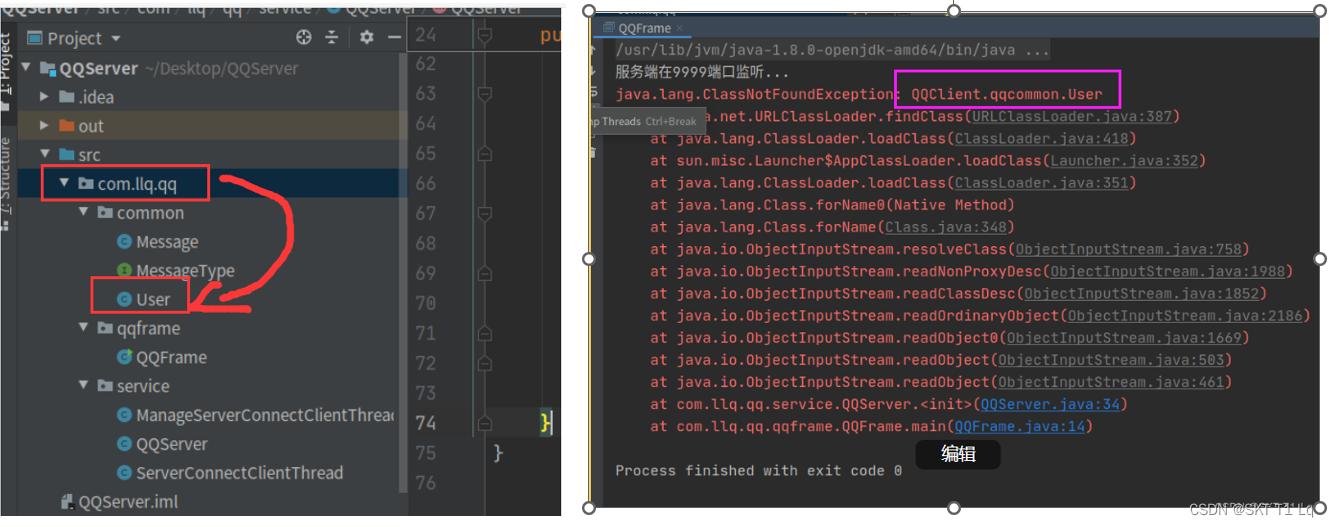 QQServer src com llq qq service QQServer QQServer
1: Project
7: Structure
Project
QQServer ~/Desktop/QQServer
.idea
out
src
com.llq.qq
common
Message
MessageType
User
qqframe
QQFrame
service
ManageServerConnectClientThread
QQServer
ServerConnectClientThread
QQServer.iml
24 pu
62
63
64
65
66
67
68
69
70
71
72
73
74 }
75 }
76
QQFrame ×
/usr/lib/jvm/java-1.8.0-openjdk-amd64/bin/java ...
服务端在9999端口监听...
java.lang.ClassNotFoundException: QQClient.qqcommon.User
mp Threads Ctrl+Break
a.net.URLClassLoader.findClass(URLClassLoader.java:387)
at java.lang.ClassLoader.loadClass(ClassLoader.java:418)
at sun.misc.Launcher$AppClassLoader.loadClass(Launcher.java:352)
at java.lang.ClassLoader.loadClass(ClassLoader.java:351)
at java.lang.Class.forName0(Native Method)
at java.lang.Class.forName(Class.java:348)
at java.io.ObjectInputStream.resolveClass(ObjectInputStream.java:758)
at java.io.ObjectInputStream.readNonProxyDesc(ObjectInputStream.java:1988)
at java.io.ObjectInputStream.readClassDesc(ObjectInputStream.java:1852)
at java.io.ObjectInputStream.readOrdinaryObject(ObjectInputStream.java:2186)
at java.io.ObjectInputStream.readObject0(ObjectInputStream.java:1669)
at java.io.ObjectInputStream.readObject(ObjectInputStream.java:503)
at java.io.ObjectInputStream.readObject(ObjectInputStream.java:461)
at com.llq.qq.service.QQServer.<init>(QQServer.java:34)
at com.llq.qq.qqframe.QQFrame.main(QQFrame.java:14)
编辑
Process finished with exit code 0
CSDN @SKT T1 Lq